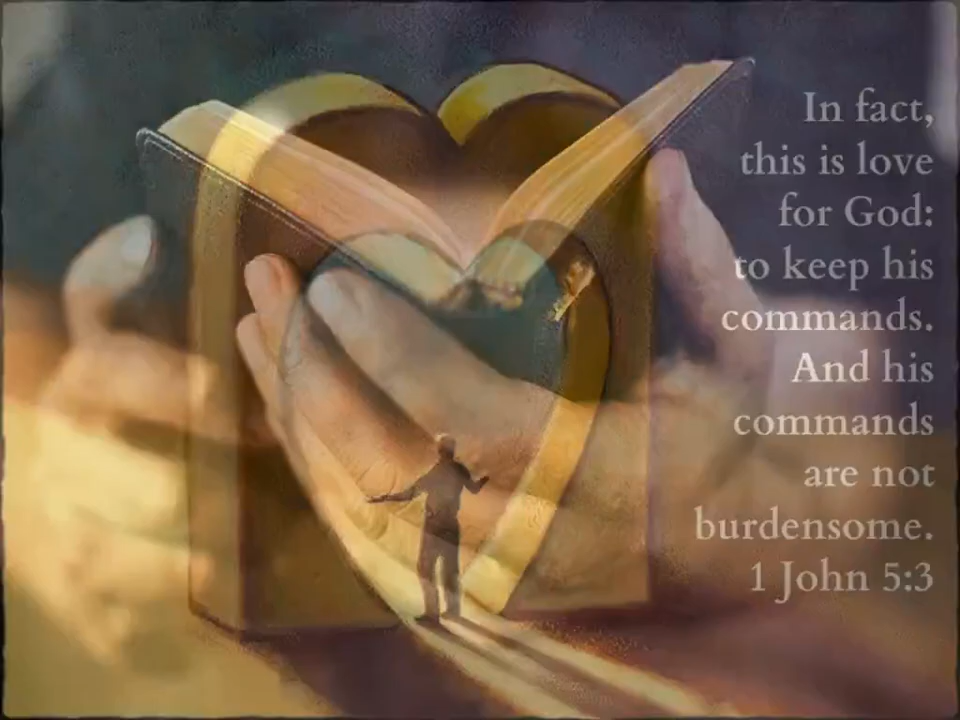 In fact,
this is love
for God:
to keep his
commands.
And his
commands
are not
burdensome.
1 John 5:3